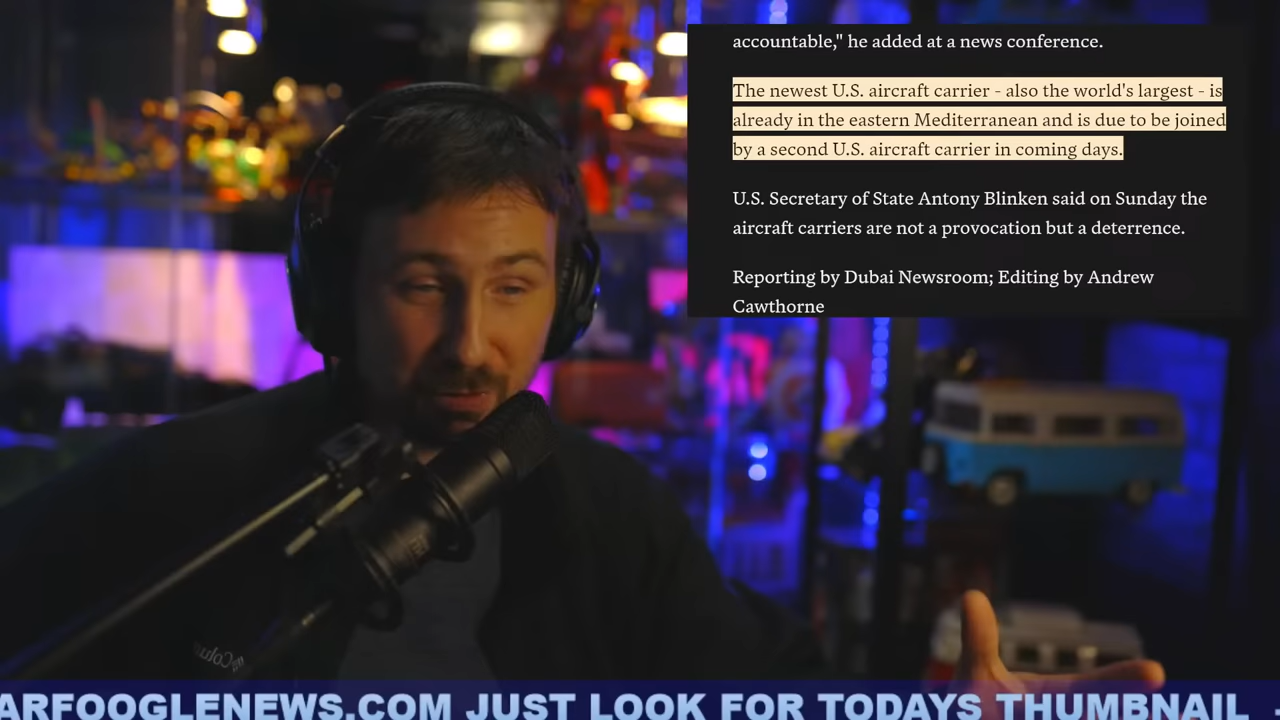 accountable," he added at a news conference.
The newest U.S. aircraft carrier - also the world's largest - is
already in the eastern Mediterranean and is due to be joined
by a second U.S. aircraft carrier in coming days.
U.S. Secretary of State Antony Blinken said on Sunday the
aircraft carriers are not a provocation but a deterrence.
Reporting by Dubai Newsroom; Editing by Andrew
Cawthorne
ARFOOGLENEWS.COM JUST LOOK FOR TODAYS THUMBNAIL